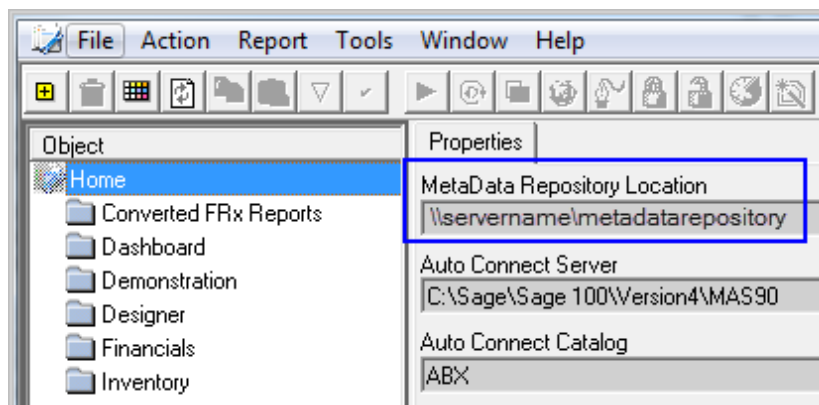 File Action Report Tools Window Help
Object
Home
Converted FRx Reports
Dashboard
Demonstration
Designer
Financials
Inventory
Properties
MetaData Repository Location
\\servername\metadatarepository
Auto Connect Server
C:\Sage\Sage 100\Version4\MAS90
Auto Connect Catalog
ABX